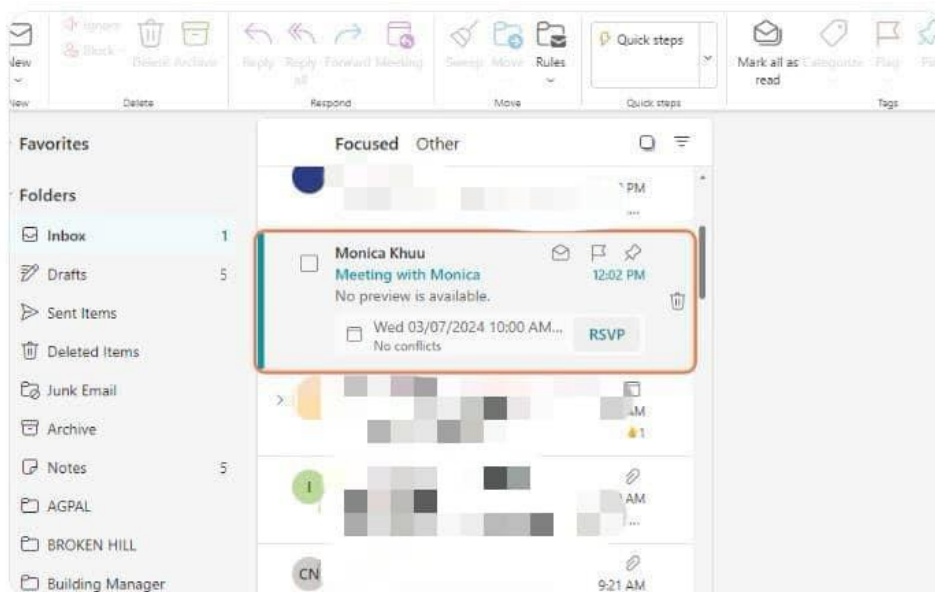 Ignore
Block
Delete Archive
Reply Reply all Forward Meeting
Sweep Move Rules
Quick steps
Mark all as read
Categorize Flag
Delete
Respond
Move
Quick steps
Tags
Favorites
Folders
Inbox 1
Drafts 5
Sent Items
Deleted Items
Junk Email
Archive
Notes 5
AGPAL
BROKEN HILL
Building Manager
Focused Other
PM
Monica Khuu
Meeting with Monica
12:02 PM
No preview is available.
Wed 03/07/2024 10:00 AM...
No conflicts
RSVP
AM
1
I
AM
...
CN
9:21 AM